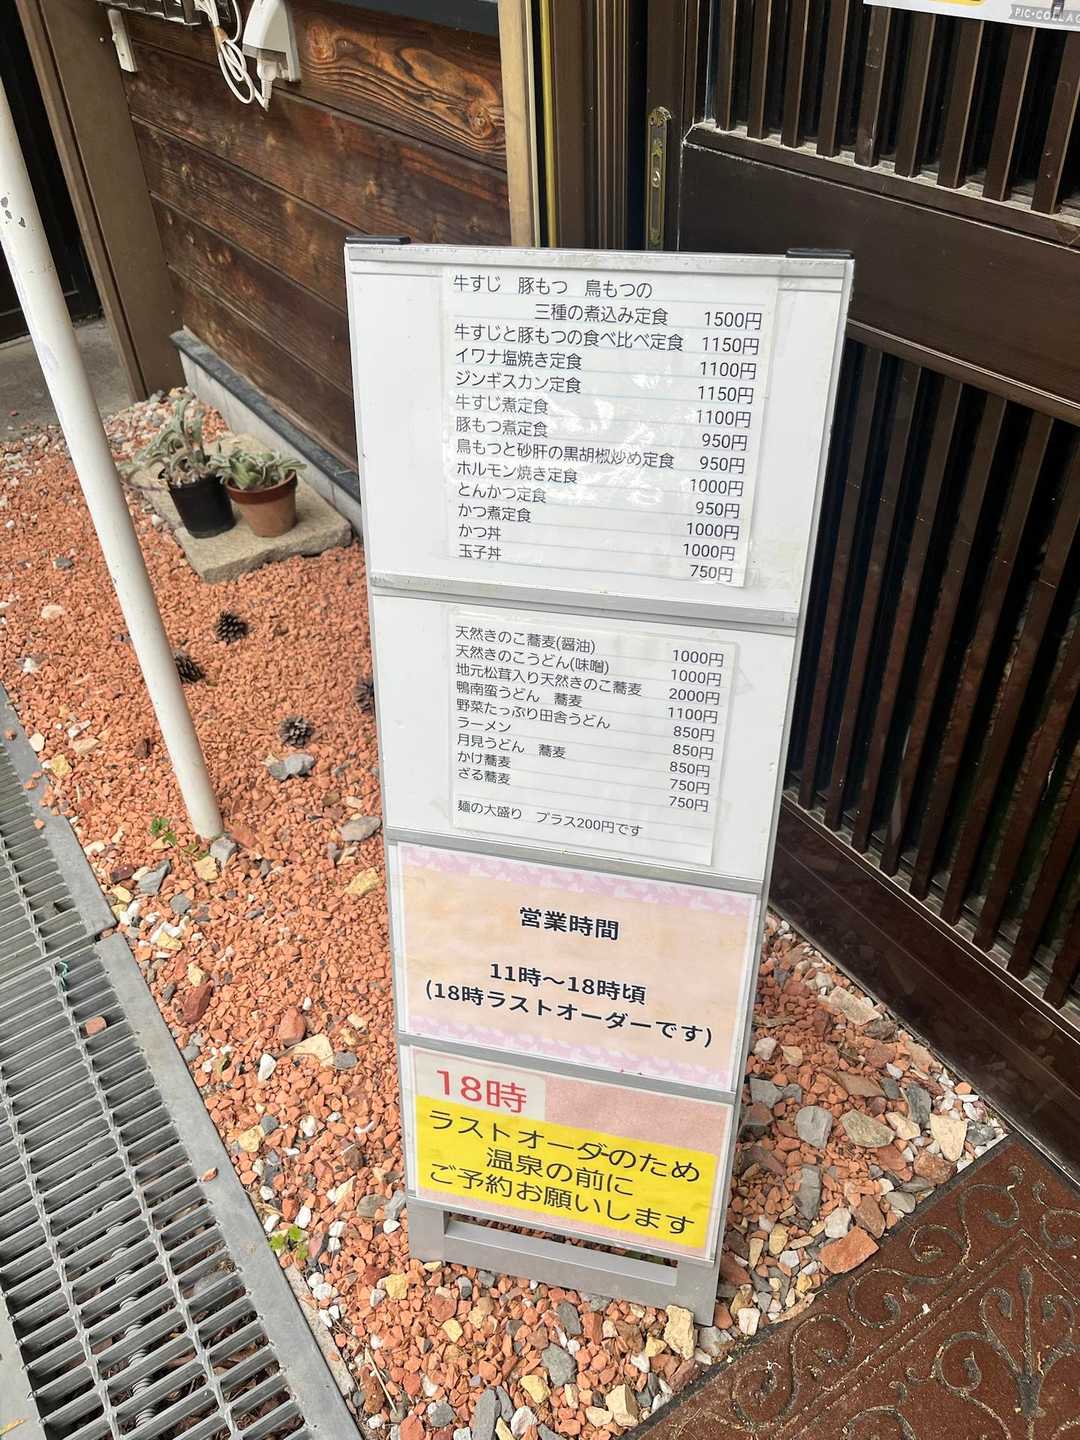 PIC•COLLA
牛すじ　豚もつ　鳥もつの
三種の煮込み定食　1500円
牛すじと豚もつの食べ比べ定食　1150円
イワナ塩焼き定食　1100円
ジンギスカン定食　1150円
牛すじ煮定食　1100円
豚もつ煮定食　950円
鳥もつと砂肝の黒胡椒炒め定食　950円
ホルモン焼き定食　1000円
とんかつ定食　950円
かつ煮定食　1000円
かつ丼　1000円
玉子丼　750円
天然きのこ蕎麦(醤油)　1000円
天然きのこうどん(味噌)　1000円
地元松茸入り天然きのこ蕎麦　2000円
鴨南蛮うどん　蕎麦　1100円
野菜たっぷり田舎うどん　850円
ラーメン　850円
月見うどん　蕎麦　850円
かけ蕎麦　750円
ざる蕎麦　750円
麺の大盛り　プラス200円です
営業時間
11時～18時頃
(18時ラストオーダーです)
18時
ラストオーダのため
温泉の前に
ご予約お願いします